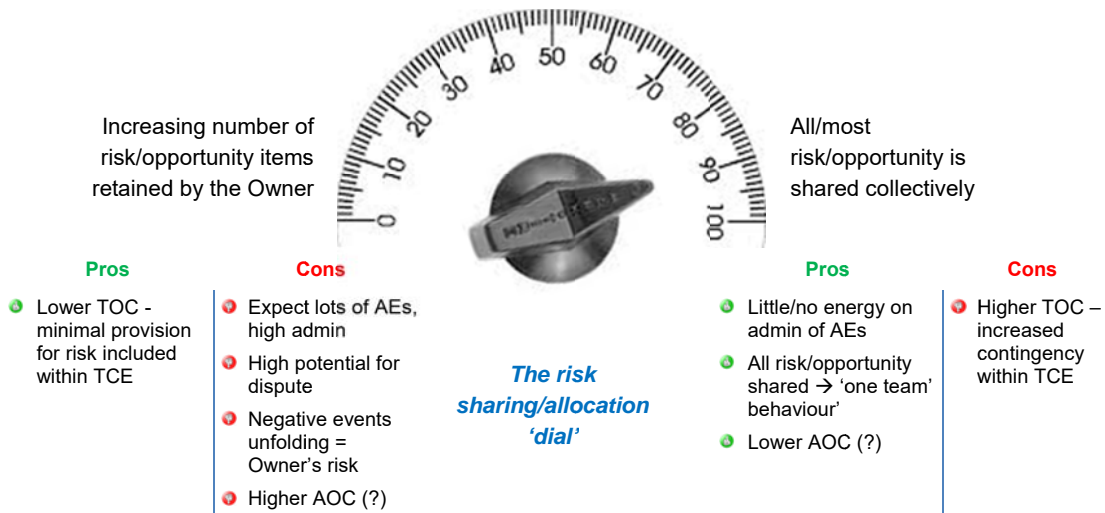 0
10
20
30
40
50
60
70
80
90
100
Increasing number of
risk/opportunity items
retained by the Owner
All/most
risk/opportunity is
shared collectively
Pros
Lower TOC -
minimal provision
for risk included
within TCE
Cons
Expect lots of AEs,
high admin
High potential for
dispute
Negative events
unfolding =
Owner's risk
Higher AOC (?)
The risk
sharing/allocation
‘dial’
Pros
Little/no energy on
admin of AEs
All risk/opportunity
shared → ‘one team’
behaviour’
Lower AOC (?)
Cons
Higher TOC –
increased
contingency
within TCE